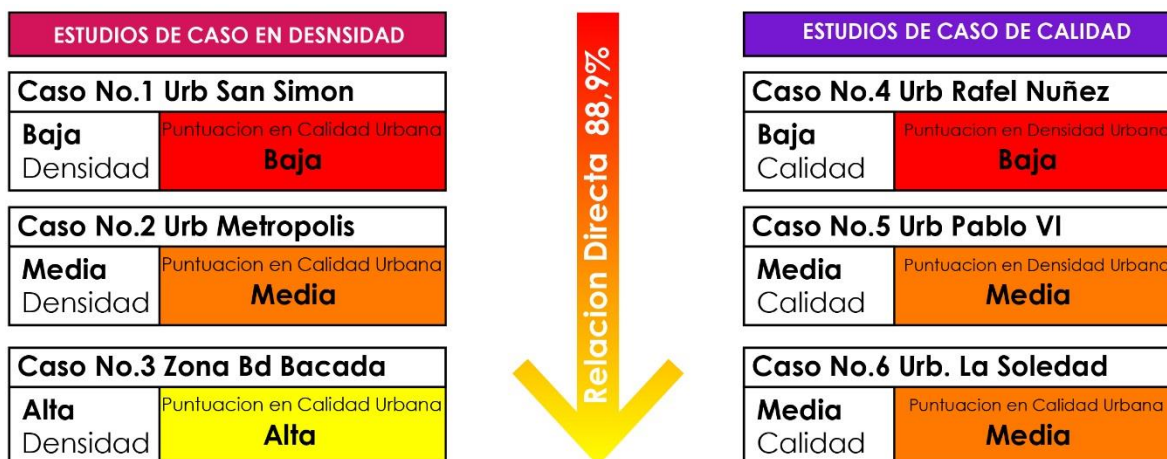 ESTUDIOS DE CASO EN DESNSIDAD
Caso No.1 Urb San Simon
Baja
Densidad
Puntuacion en Calidad Urbana
Baja
Caso No.2 Urb Metropolis
Media
Densidad
Puntuacion en Calidad Urbana
Media
Caso No.3 Zona Bd Bacada
Alta
Densidad
Puntuacion en Calidad Urbana
Alta
Relacion Directa 88,9%
ESTUDIOS DE CASO DE CALIDAD
Caso No.4 Urb Rafel Nuñez
Baja
Calidad
Puntuacion en Densidad Urbana
Baja
Caso No.5 Urb Pablo VI
Media
Calidad
Puntuacion en Densidad Urbana
Media
Caso No.6 Urb. La Soledad
Media
Calidad
Puntuacion en Calidad Urbana
Media